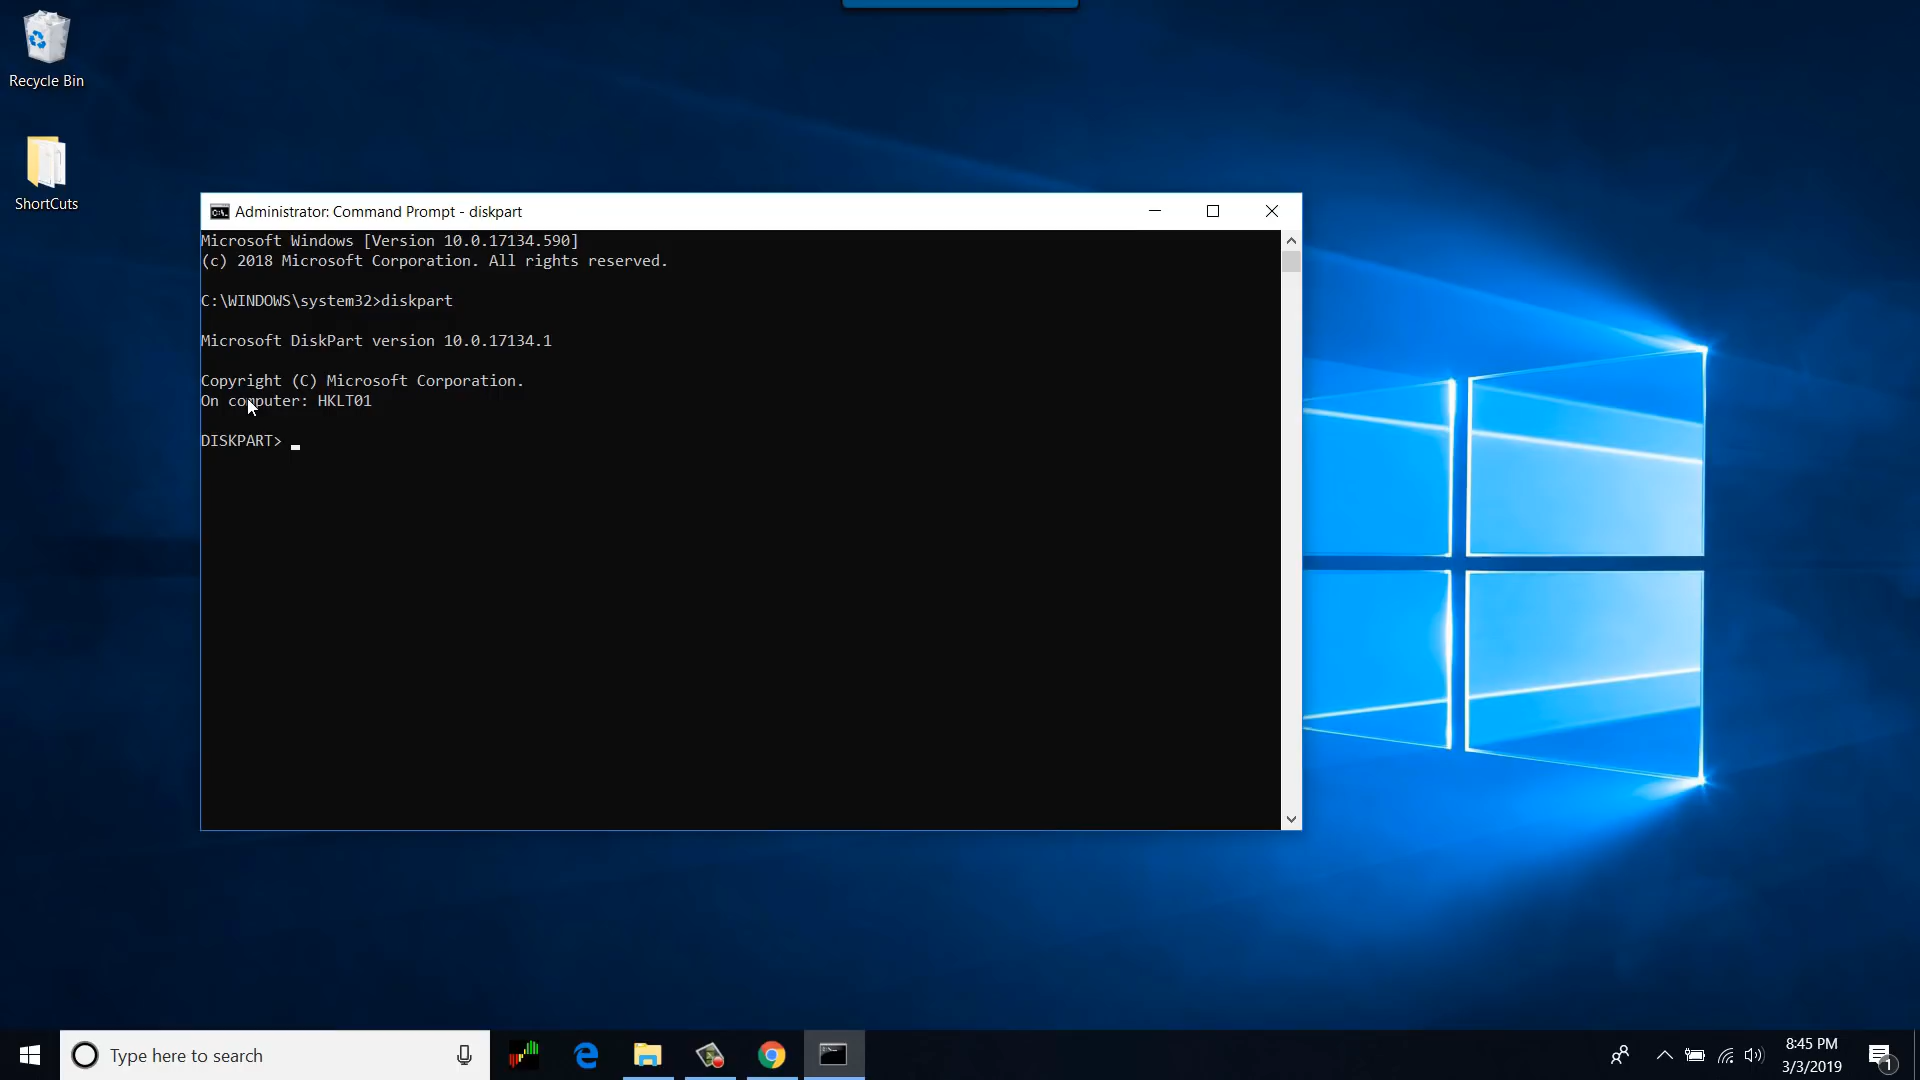 Recycle Bin
ShortCuts
Administrator: Command Prompt - diskpart
Microsoft Windows [Version 10.0.17134.590]
(c) 2018 Microsoft Corporation. All rights reserved.
C:\WINDOWS\system32>diskpart
Microsoft DiskPart version 10.0.17134.1
Copyright (C) Microsoft Corporation.
On computer: HKLT01
DISKPART>
Type here to search
8:45 PM
3/3/2019
1